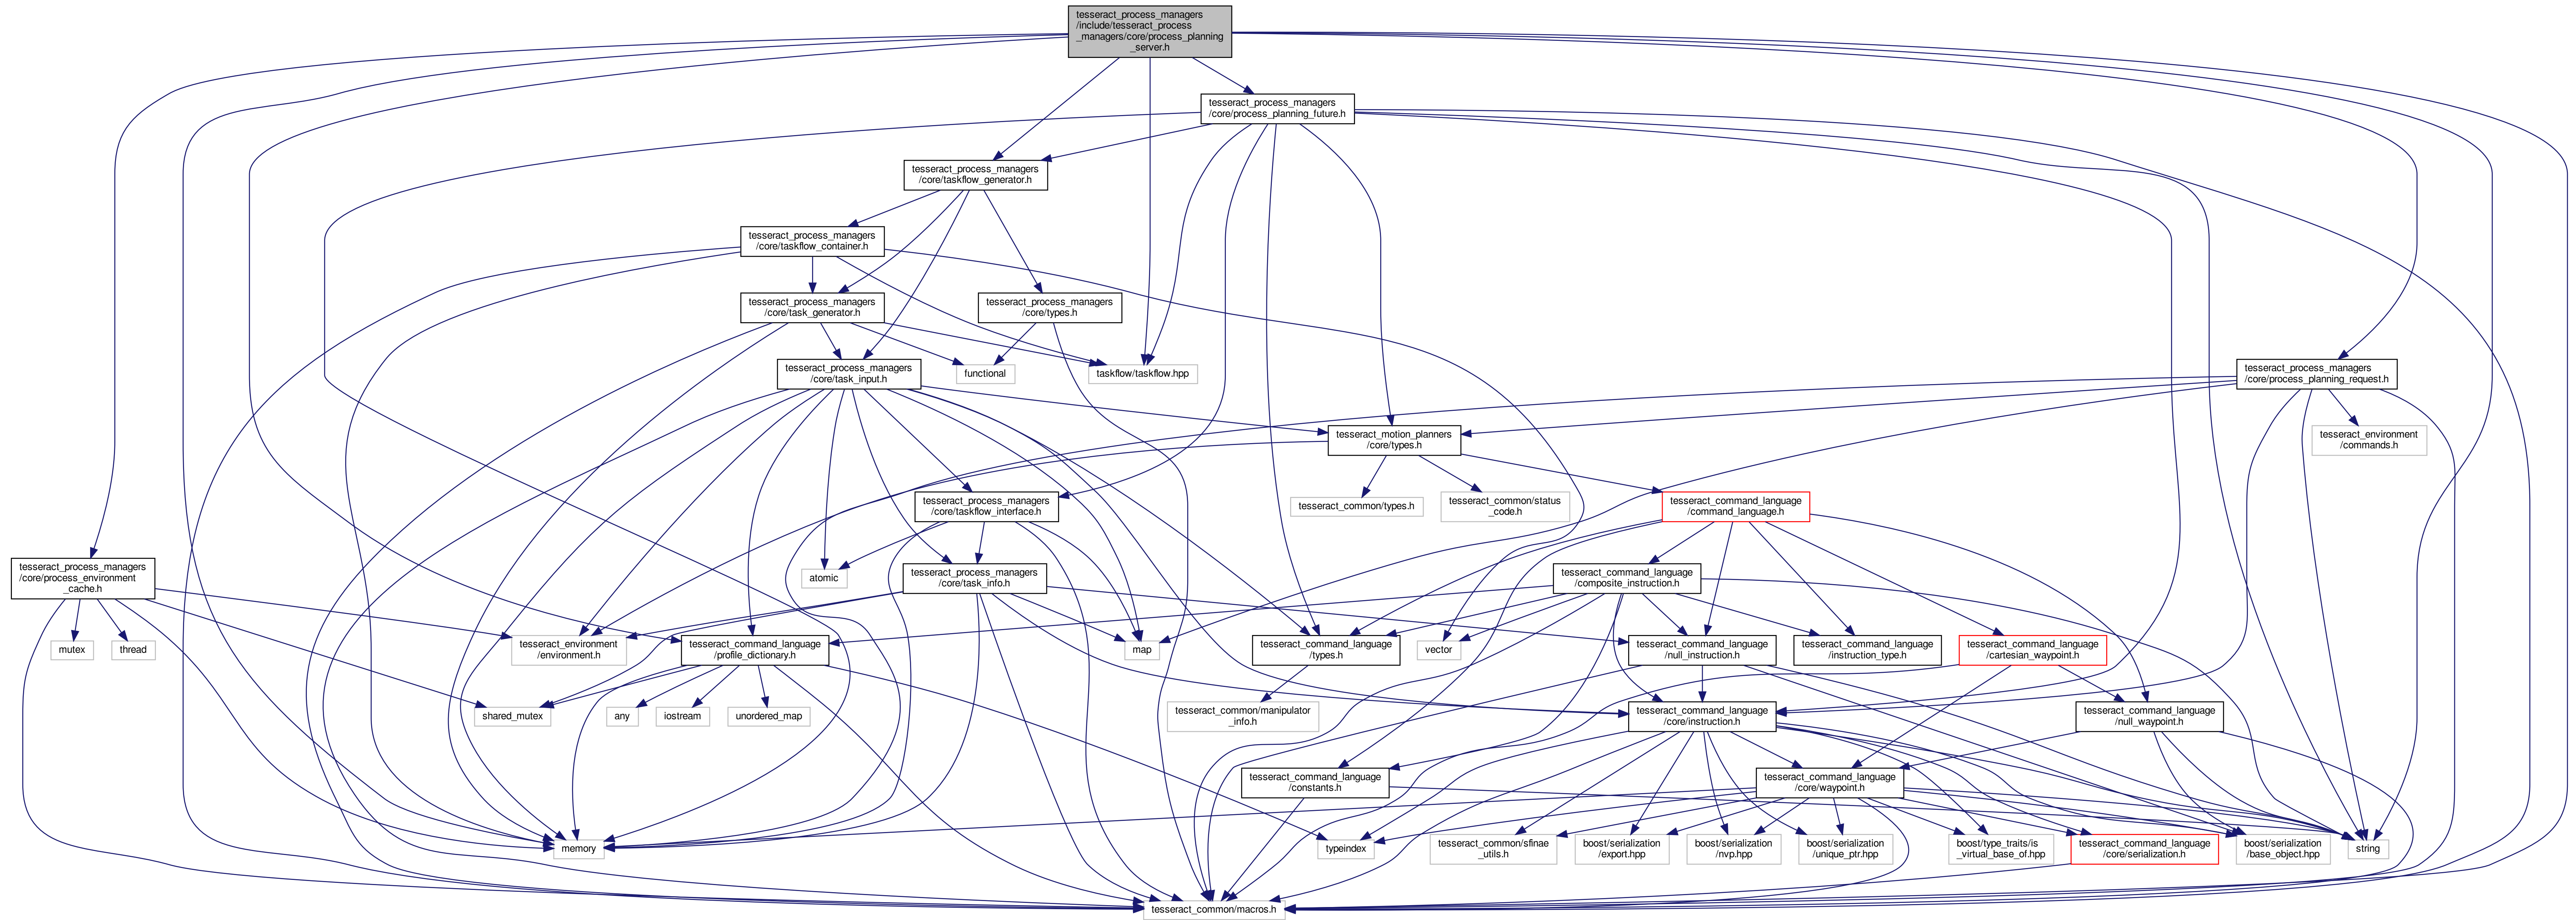 tesseract_process_managers
/include/tesseract_process
_managers/core/process_planning
_server.h
tesseract_process_managers
/core/process_planning_future.h
tesseract_process_managers
/core/taskflow_generator.h
tesseract_process_managers
/core/taskflow_container.h
tesseract_process_managers
/core/task_generator.h
tesseract_process_managers
/core/types.h
tesseract_process_managers
/core/task_input.h
functional
taskflow/taskflow.hpp
tesseract_process_managers
/core/process_planning_request.h
tesseract_motion_planners
/core/types.h
tesseract_environment
/commands.h
tesseract_process_managers
/core/taskflow_interface.h
tesseract_common/types.h
tesseract_common/status
_code.h
tesseract_command_language
/command_language.h
tesseract_process_managers
/core/process_environment
_cache.h
atomic
tesseract_process_managers
/core/task_info.h
tesseract_command_language
/composite_instruction.h
mutex
thread
tesseract_environment
/environment.h
tesseract_command_language
/profile_dictionary.h
map
tesseract_command_language
/types.h
vector
tesseract_command_language
/null_instruction.h
tesseract_command_language
/instruction_type.h
tesseract_command_language
/cartesian_waypoint.h
shared_mutex
any
iostream
unordered_map
tesseract_common/manipulator
_info.h
tesseract_command_language
/core/instruction.h
tesseract_command_language
/null_waypoint.h
tesseract_command_language
/constants.h
tesseract_command_language
/core/waypoint.h
memory
typeindex
tesseract_common/sfinae
_utils.h
boost/serialization
/export.hpp
boost/serialization
/nvp.hpp
boost/serialization
/unique_ptr.hpp
boost/type_traits/is
_virtual_base_of.hpp
tesseract_command_language
/core/serialization.h
boost/serialization
/base_object.hpp
string
tesseract_common/macros.h